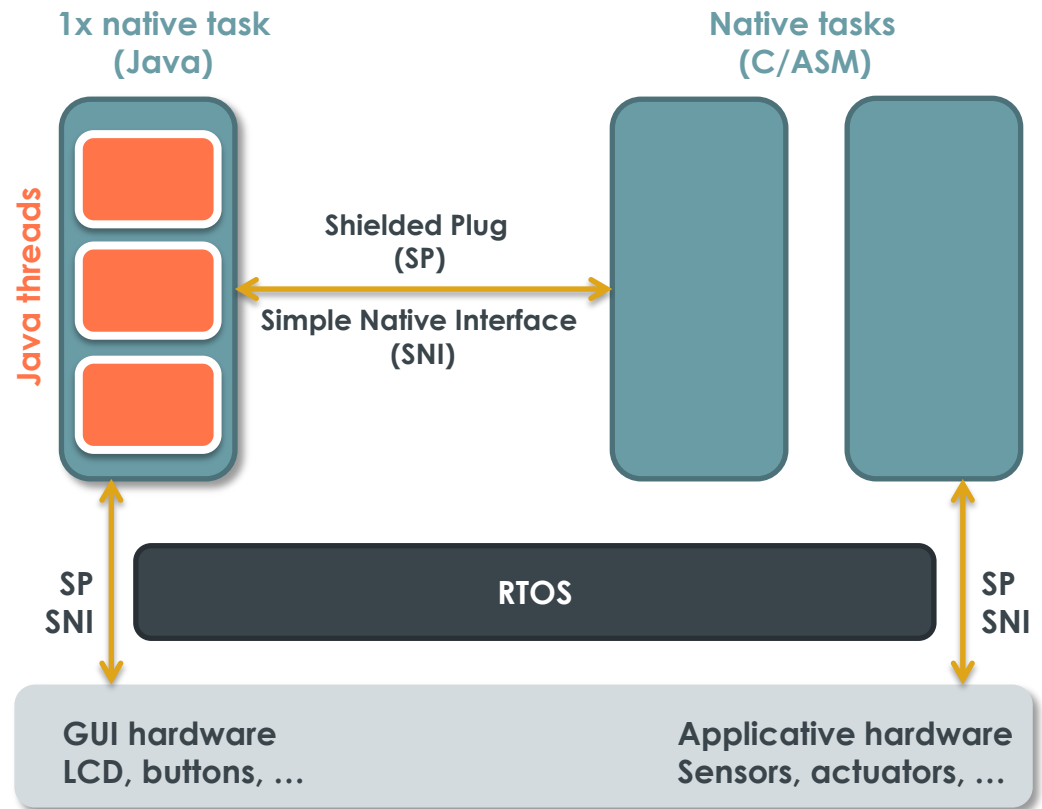 1x native task
(Java)
Native tasks
(C/ASM)
Java threads
Shielded Plug
(SP)
Simple Native Interface
(SNI)
SP
SNI
RTOS
SP
SNI
GUI hardware
LCD, buttons, …
Applicative hardware
Sensors, actuators, …